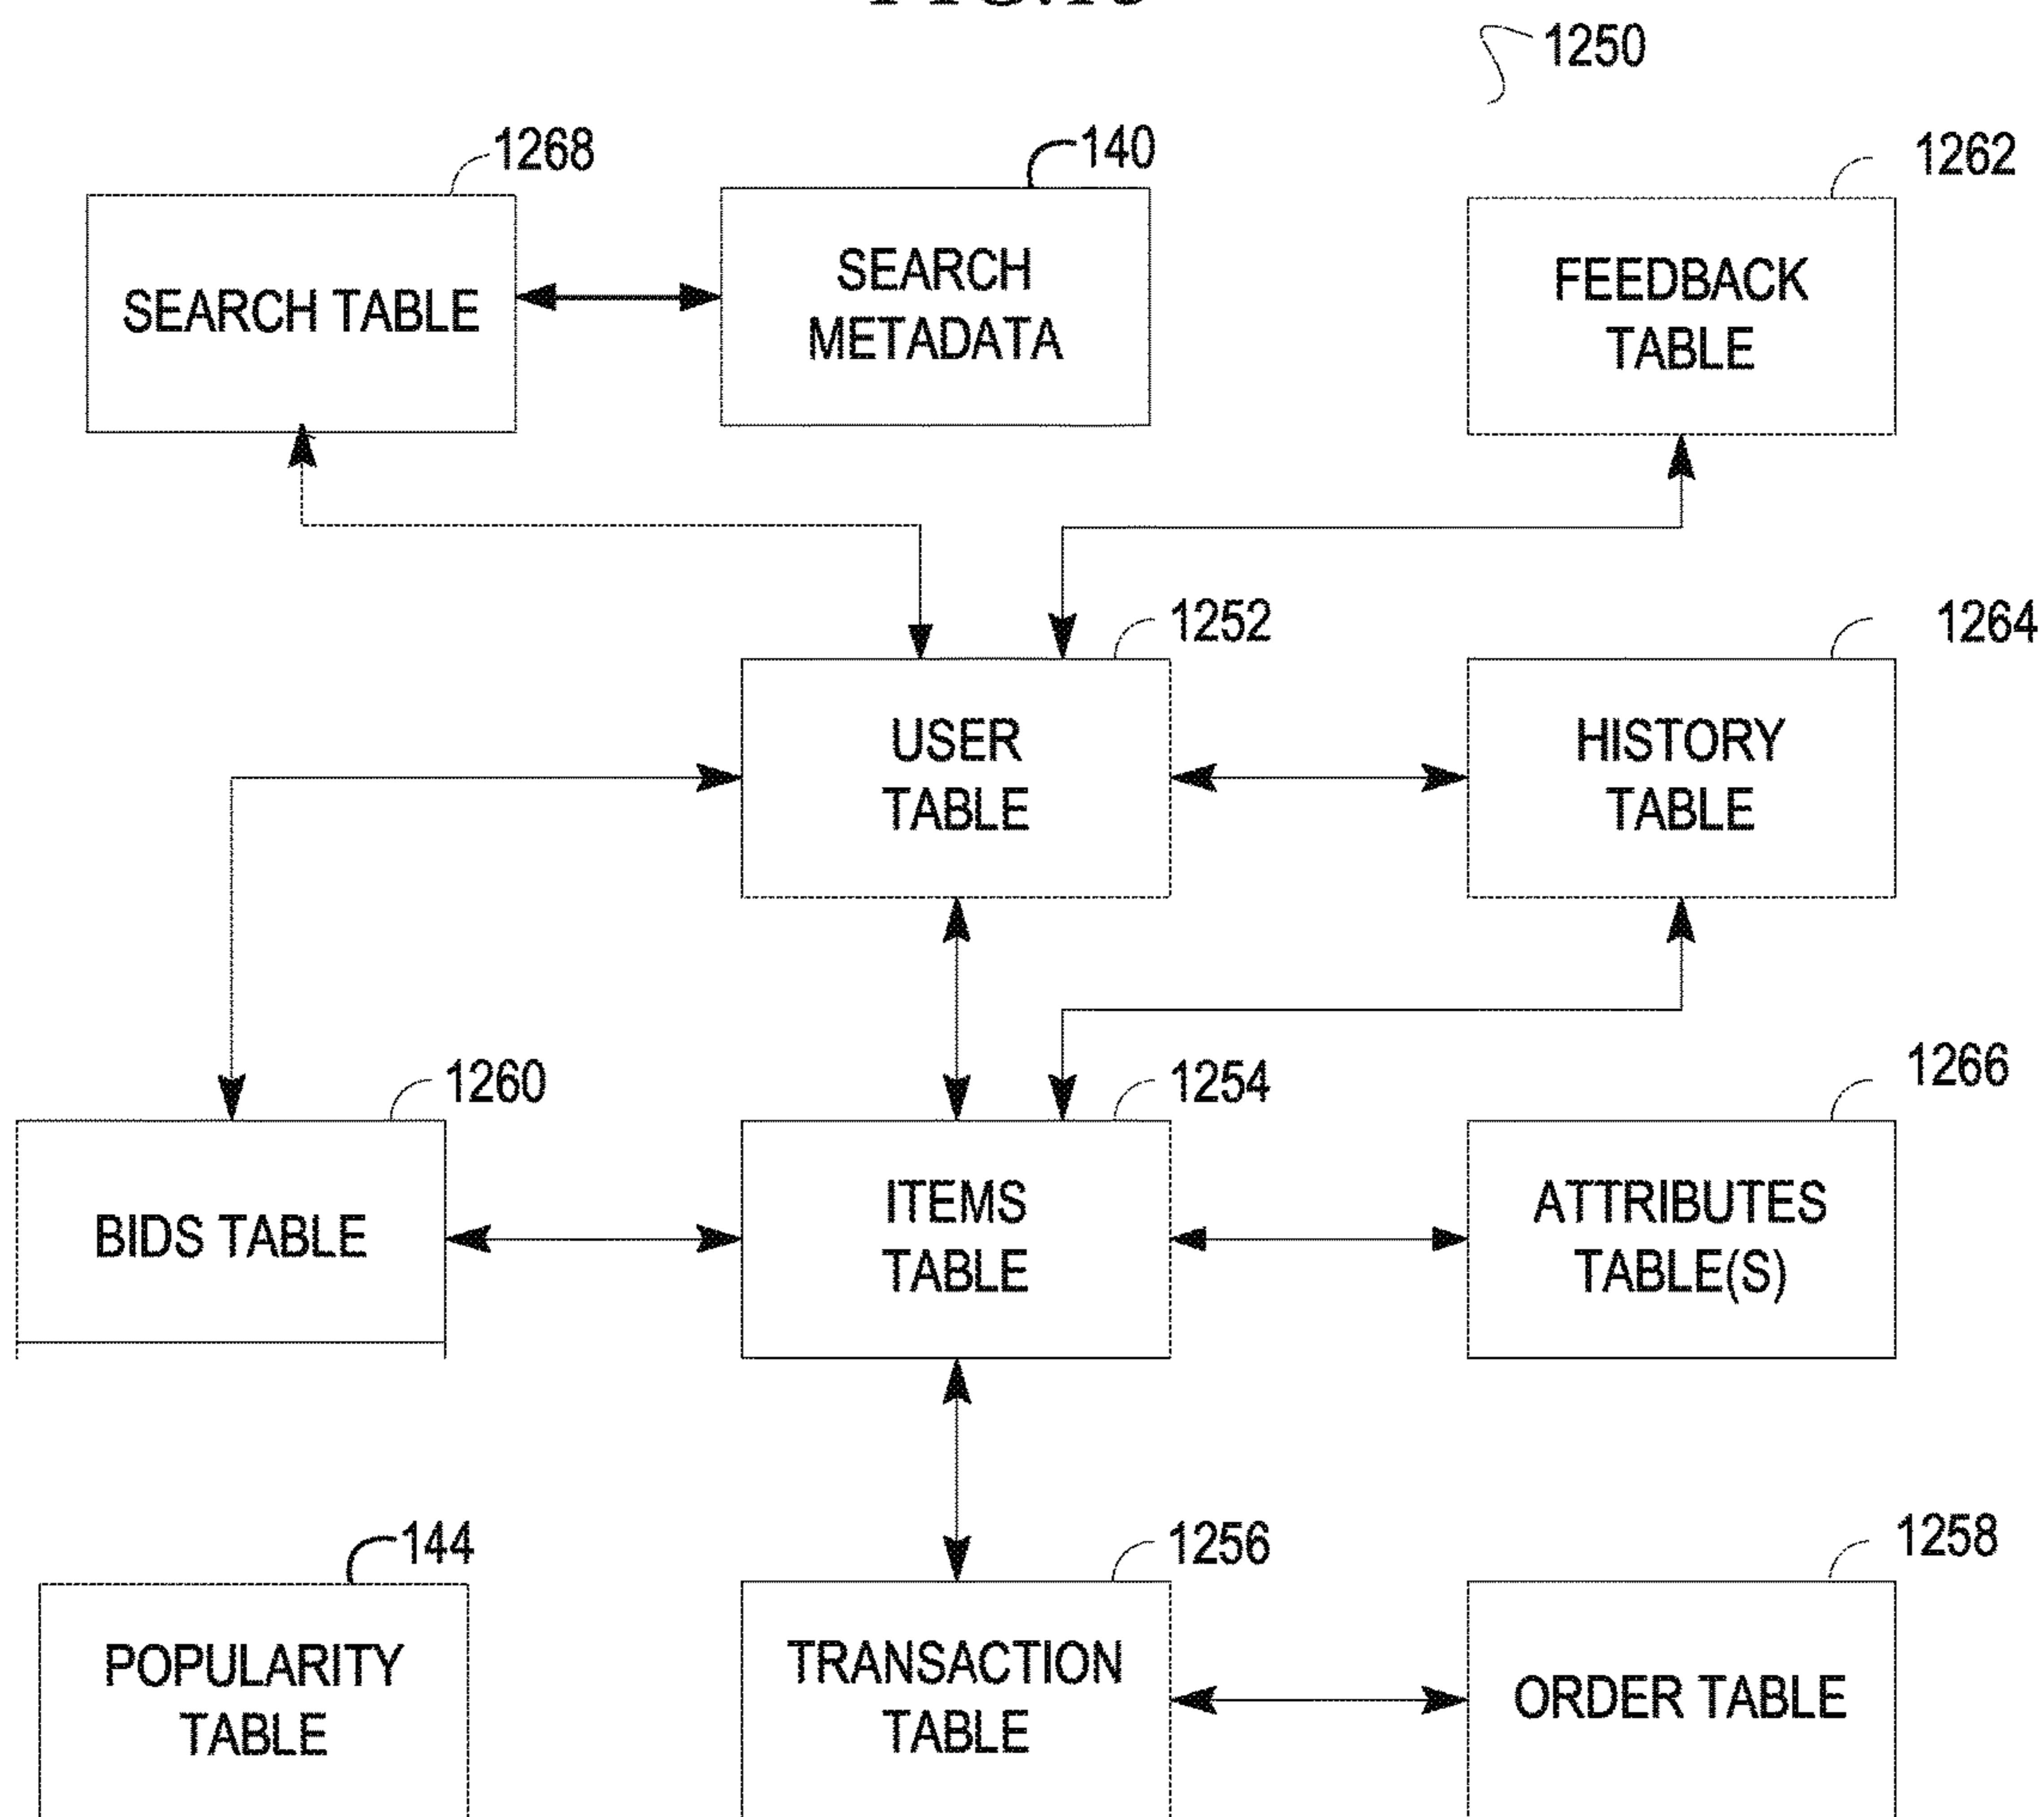 1250
1268
140
1262
SEARCH TABLE
SEARCH
METADATA
FEEDBACK
TABLE
1252
1264
USER
TABLE
HISTORY
TABLE
1260
1254
1266
BIDS TABLE
ITEMS
TABLE
ATTRIBUTES
TABLE(S)
144
1256
1258
POPULARITY
TABLE
TRANSACTION
TABLE
ORDER TABLE